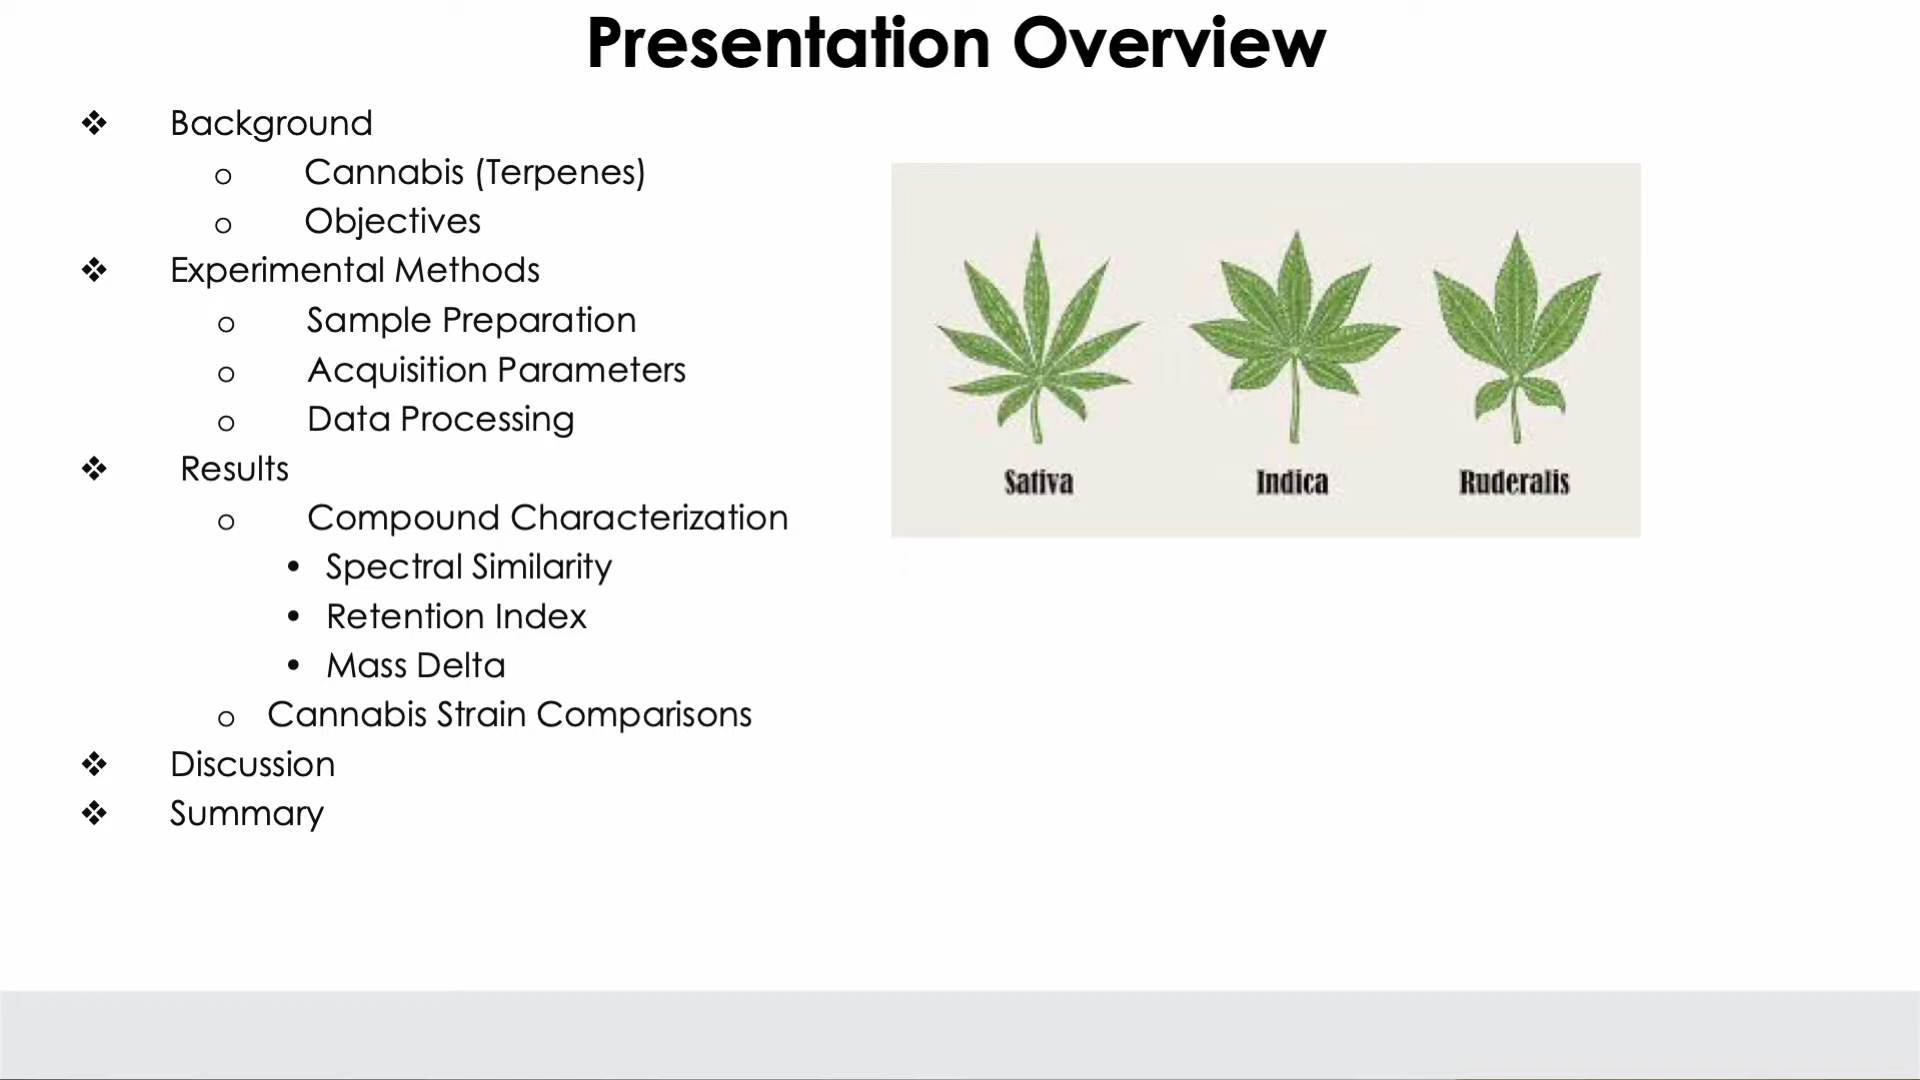 Presentation Overview
❖ Background
o Cannabis (Terpenes)
o Objectives
❖ Experimental Methods
o Sample Preparation
o Acquisition Parameters
o Data Processing
❖ Results
o Compound Characterization
• Spectral Similarity
• Retention Index
• Mass Delta
o Cannabis Strain Comparisons
❖ Discussion
❖ Summary
Sativa Indica Ruderalis